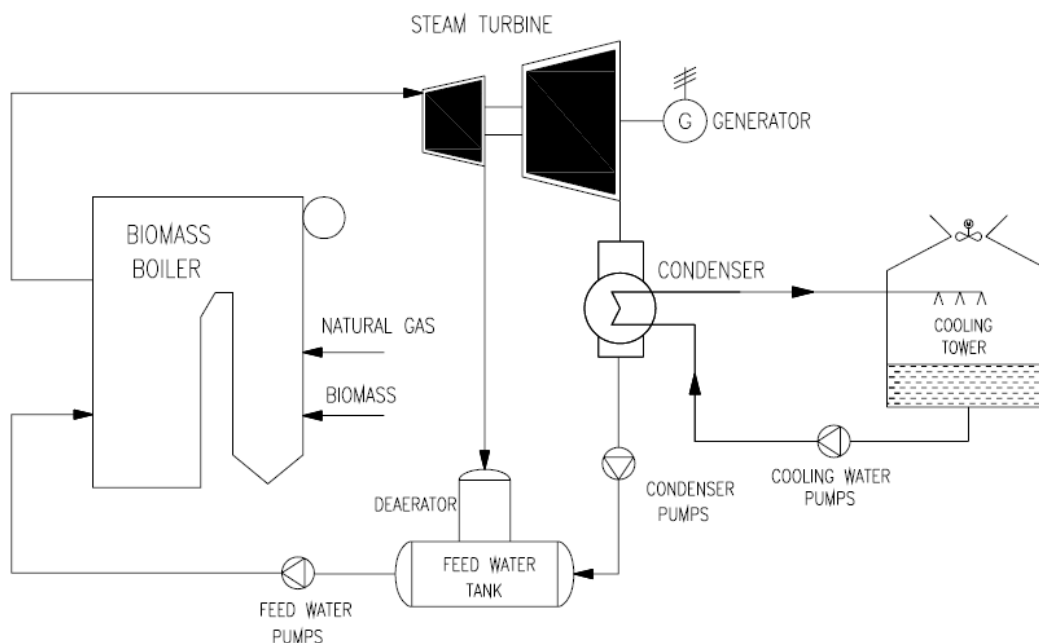 STEAM TURBINE
G
GENERATOR
BIOMASS
BOILER
M
CONDENSER
NATURAL GAS
COOLING
TOWER
BIOMASS
COOLING WATER
PUMPS
CONDENSER
PUMPS
DEAERATOR
FEED WATER
TANK
FEED WATER
PUMPS